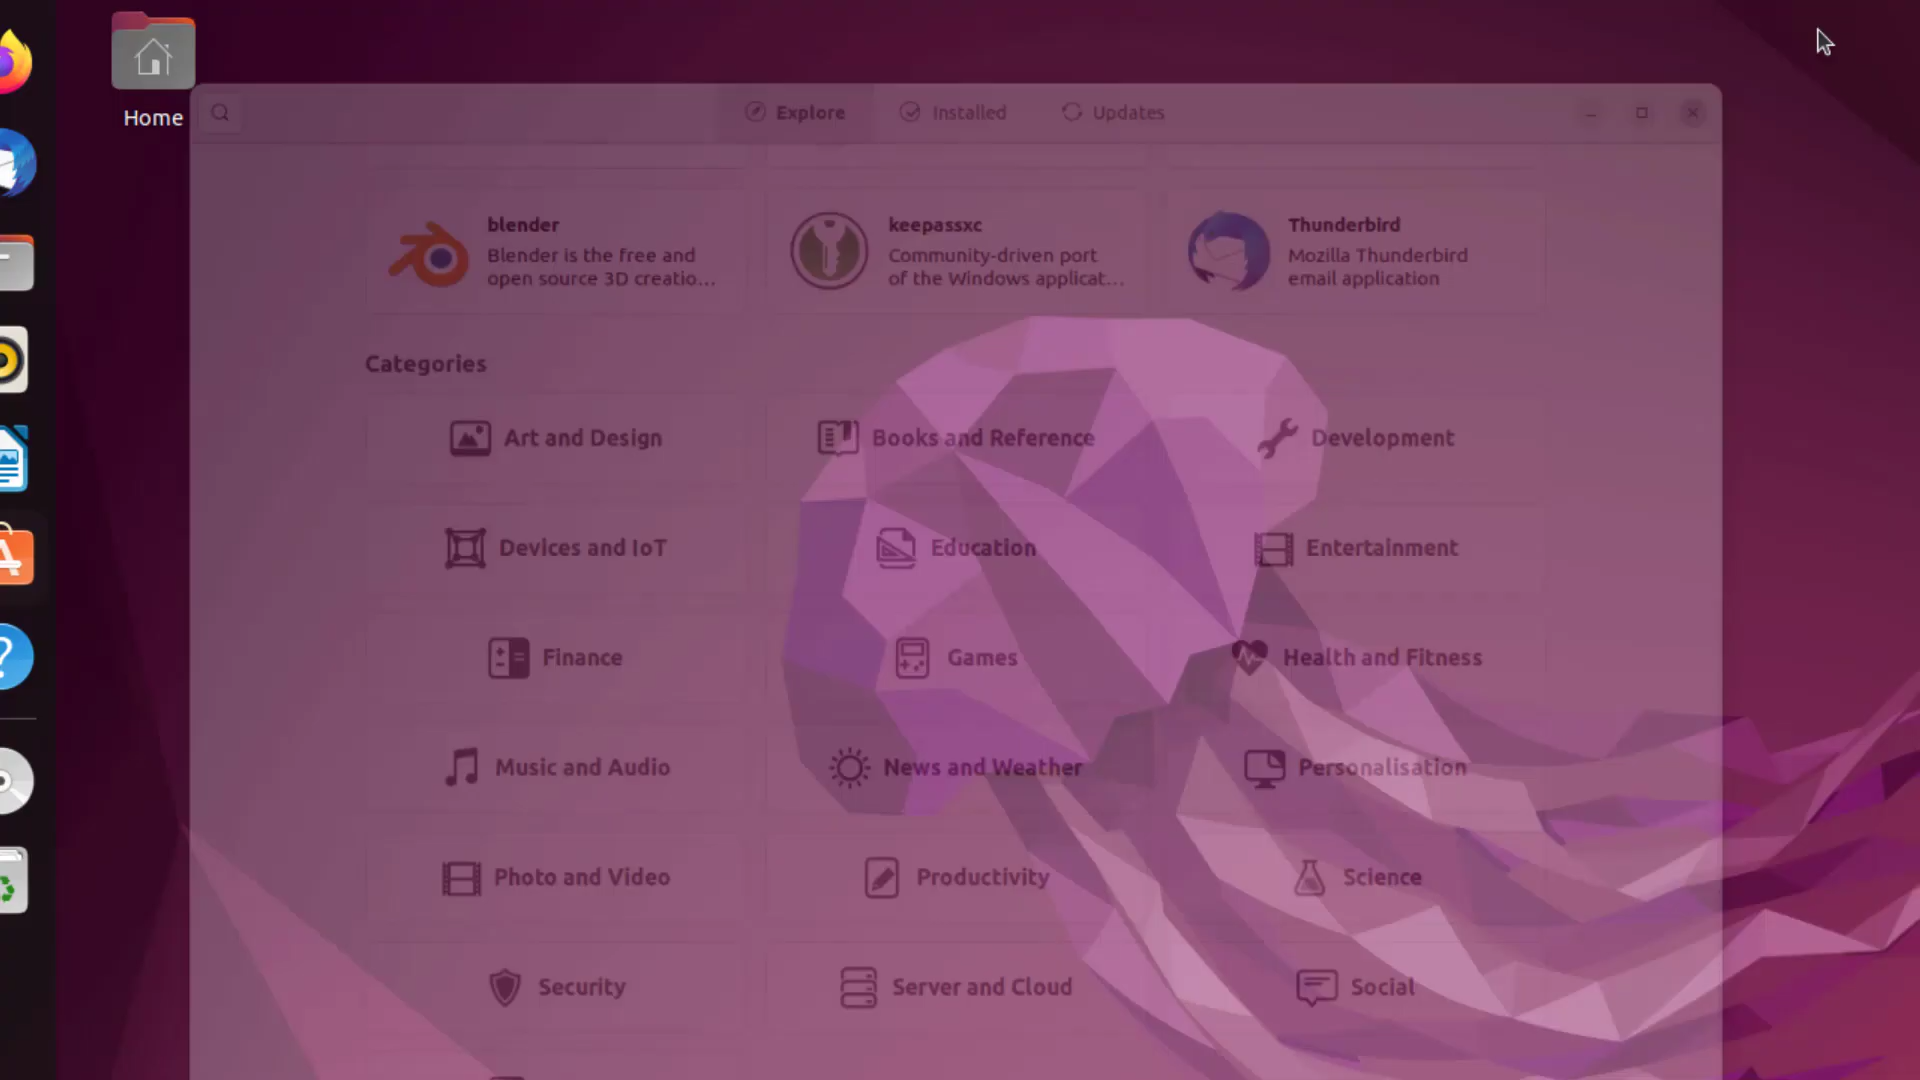 Home
Explore
Installed
Updates
blender
Blender is the free and
open source 3D creatio...
keepassxc
Community-driven port
of the Windows applicat...
Thunderbird
Mozilla Thunderbird
email application
Categories
Art and Design
Books and Reference
Development
Devices and IoT
Education
Entertainment
Finance
Games
Health and Fitness
Music and Audio
News and Weather
Personalisation
Photo and Video
Productivity
Science
Security
Server and Cloud
Social